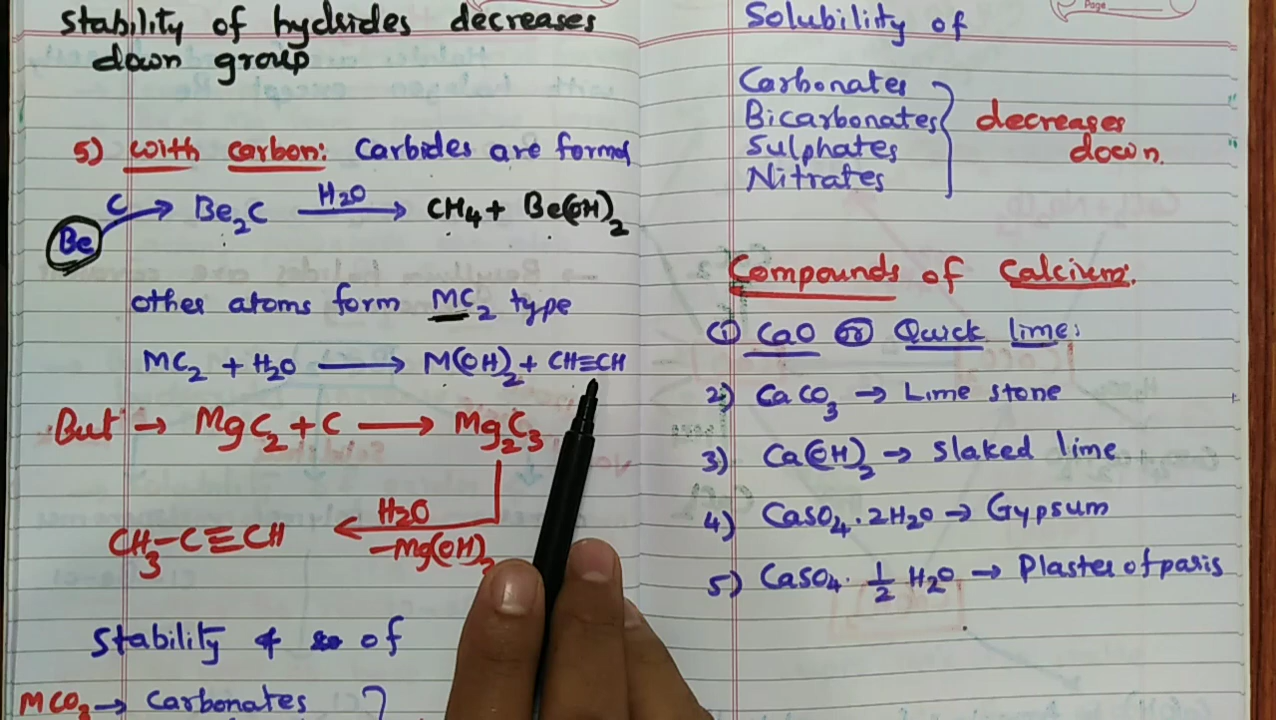 Stability of hydrides decreases
down group
5) with carbon: Carbides are formed
Be C → Be₂C H₂O → CH₄ + Be(OH)₂
other atoms form MC₂ type
MC₂ + H₂O → M(OH)₂ + CH≡CH
But → MgC₂ + C → Mg₂C₃
H₂O
CH₃-C≡CH ←
-Mg(OH)₂
Stability of
MCO₃ → Carbonates
Page
Solubility of
Carbonates
Bicarbonates
Sulphates
Nitrates
decreases
down.
Compounds of Calcium:
(1) CaO OR Quick lime:
2) CaCO₃ → Lime stone
3) Ca(OH)₂ → Slaked lime
4) CaSO₄.2H₂O → Gypsum
5) CaSO₄. 1/2 H₂O → Plaster of paris